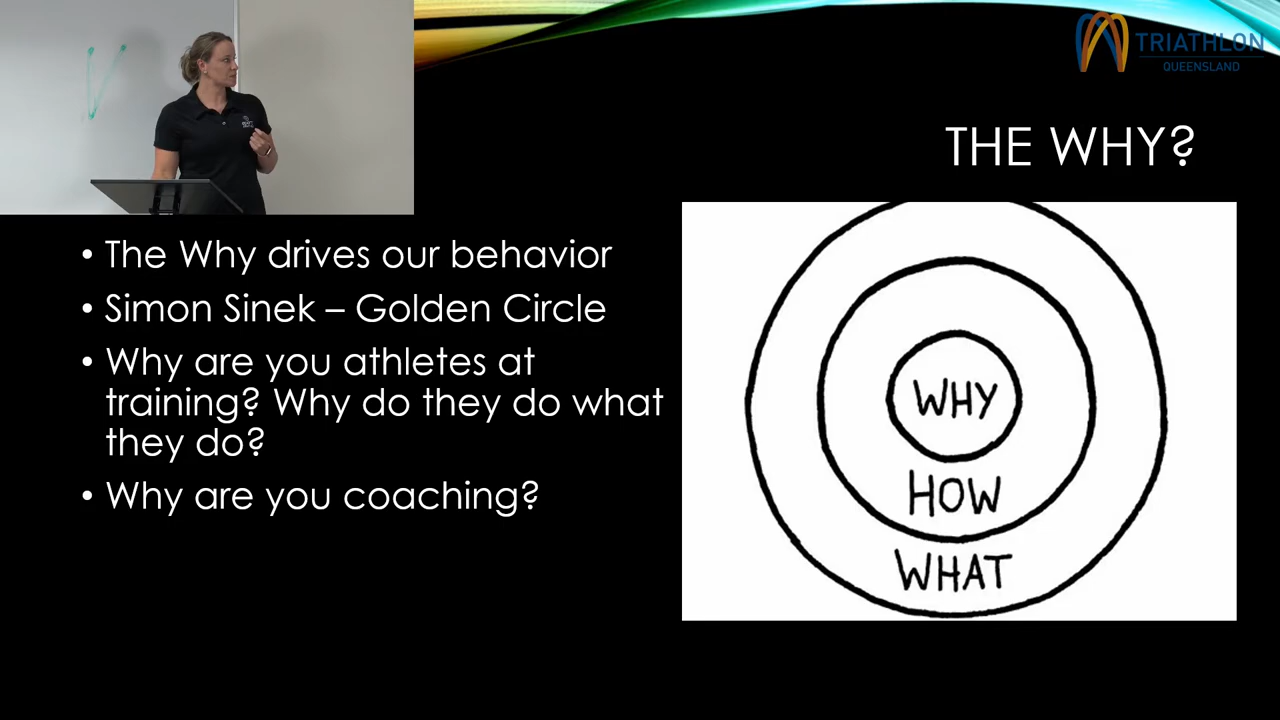 TRIATHLON
QUEENSLAND
THE WHY?
• The Why drives our behavior
• Simon Sinek – Golden Circle
• Why are you athletes at
training? Why do they do what
they do?
• Why are you coaching?
WHY
HOW
WHAT